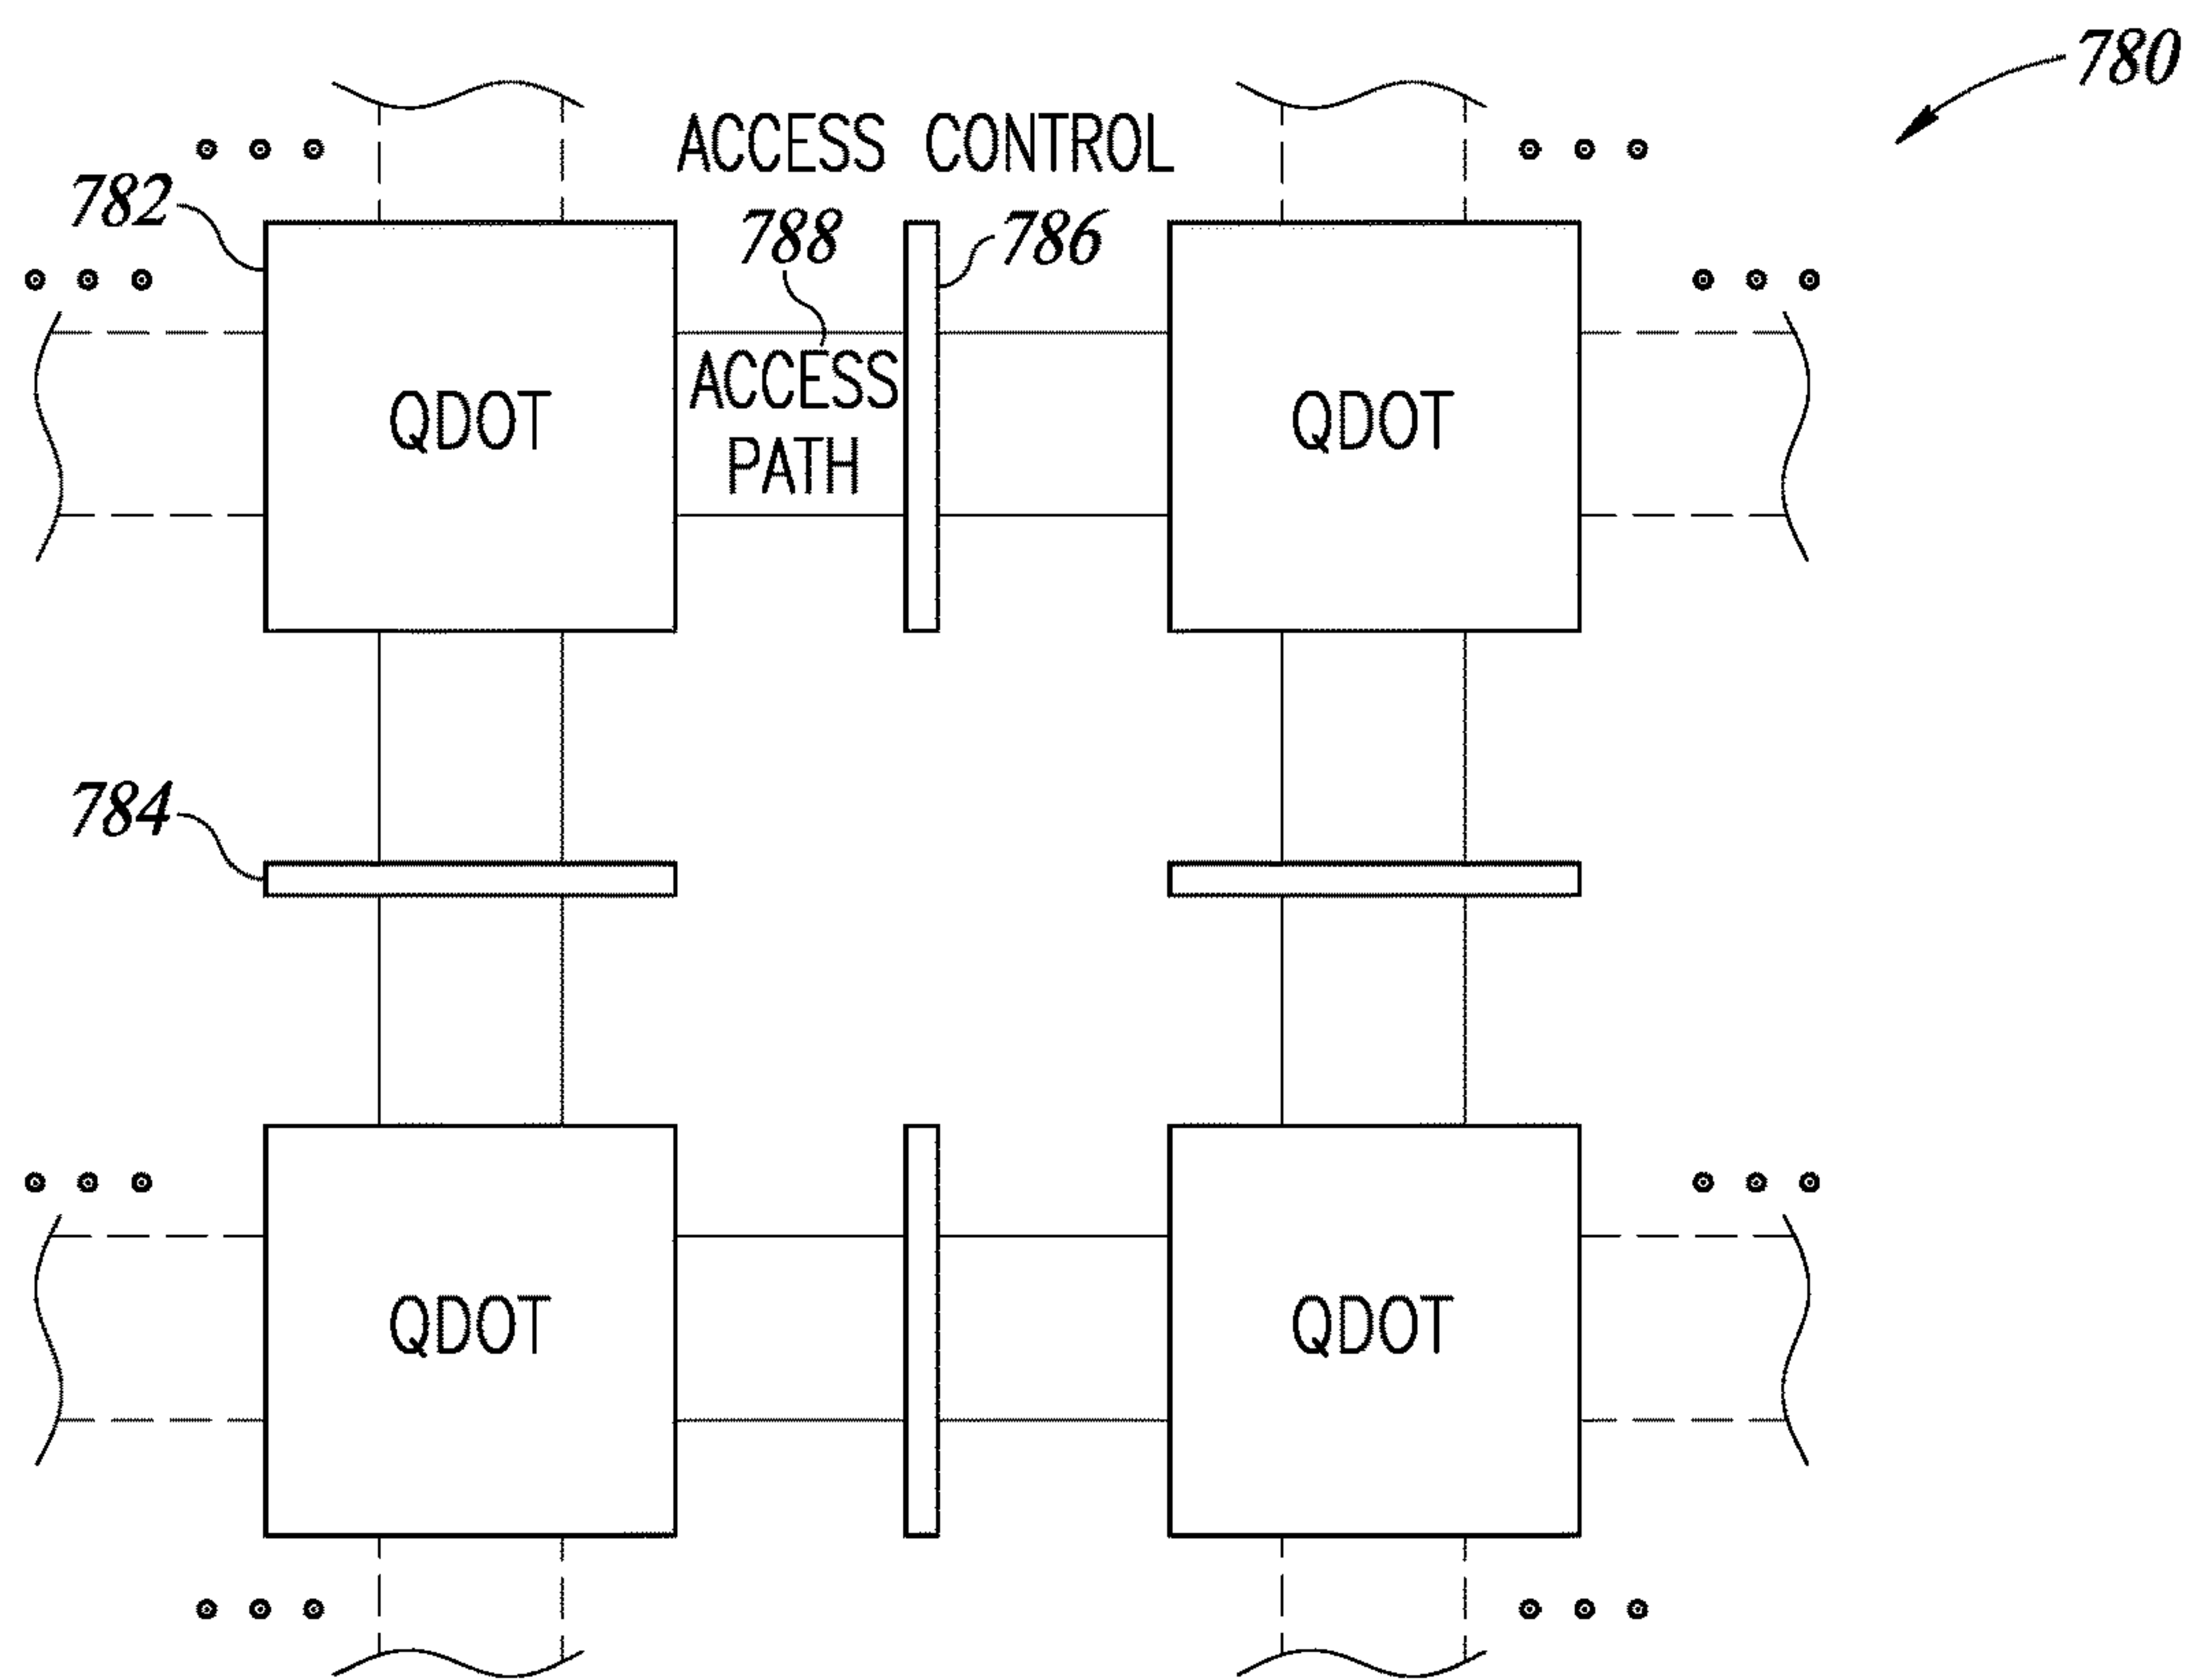 780
ACCESS CONTROL
782
788
786
ACCESS
PATH
QDOT
QDOT
784
QDOT
QDOT